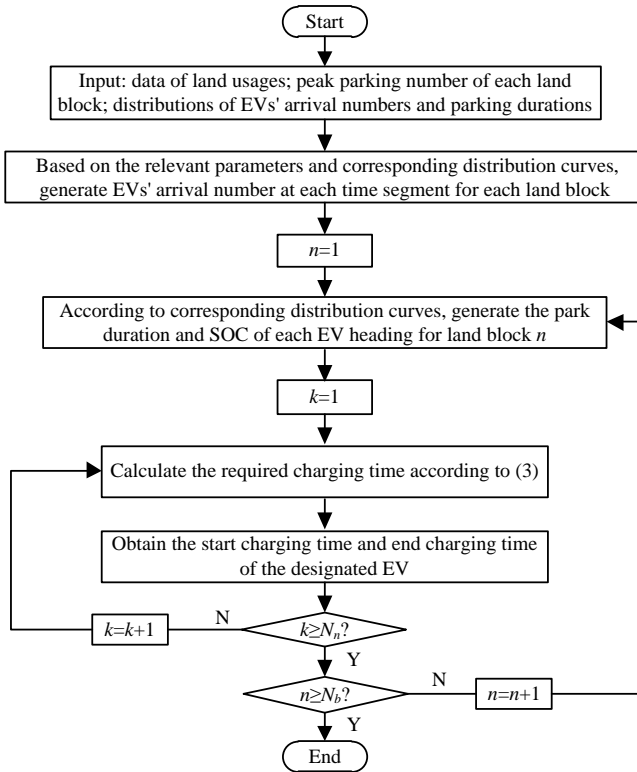 Start
Input: data of land usages; peak parking number of each land
block; distributions of EVs' arrival numbers and parking durations
Based on the relevant parameters and corresponding distribution curves,
generate EVs' arrival number at each time segment for each land block
n=1
According to corresponding distribution curves, generate the park
duration and SOC of each EV heading for land block n
k=1
Calculate the required charging time according to (3)
Obtain the start charging time and end charging time
of the designated EV
k≥Nn?
N
k=k+1
Y
n≥Nb?
N
n=n+1
Y
End